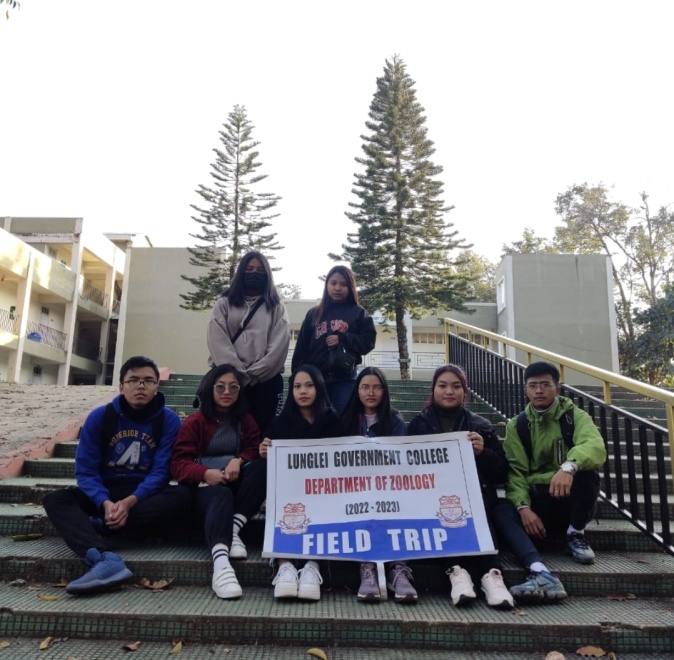 LUNGLEI GOVERNMENT COLLEGE
DEPARTMENT OF ZOOLOGY
(2022 - 2023)
FIELD TRIP